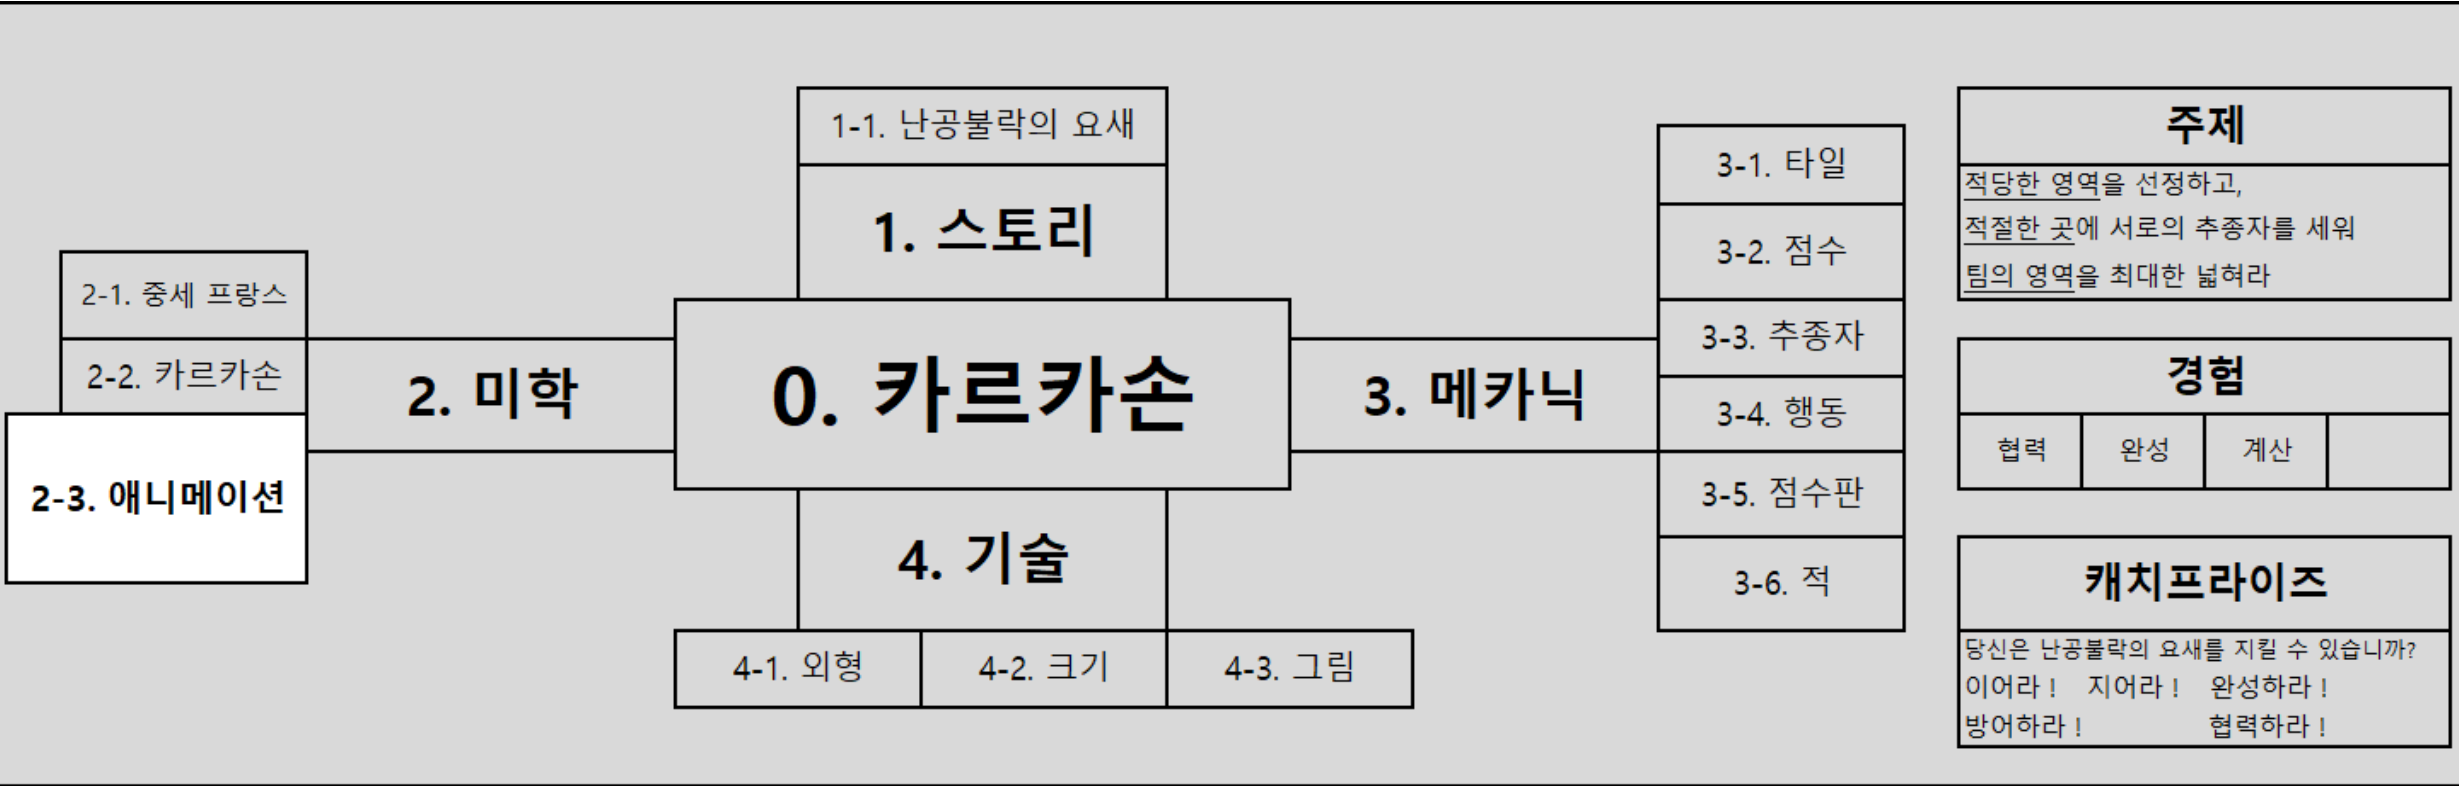 1-1. 난공불락의 요새
1. 스토리
2-1. 중세 프랑스
2-2. 카르카손
2-3. 애니메이션
2. 미학
0. 카르카손
3. 메카닉
3-1. 타일
3-2. 점수
3-3. 추종자
3-4. 행동
3-5. 점수판
3-6. 적
4. 기술
4-1. 외형
4-2. 크기
4-3. 그림
주제
적당한 영역을 선정하고,
적절한 곳에 서로의 추종자를 세워
팀의 영역을 최대한 넓혀라
경험
협력 완성 계산
캐치프라이즈
당신은 난공불락의 요새를 지킬 수 있습니까?
이어라 ! 지어라 ! 완성하라 !
방어하라 ! 협력하라 !